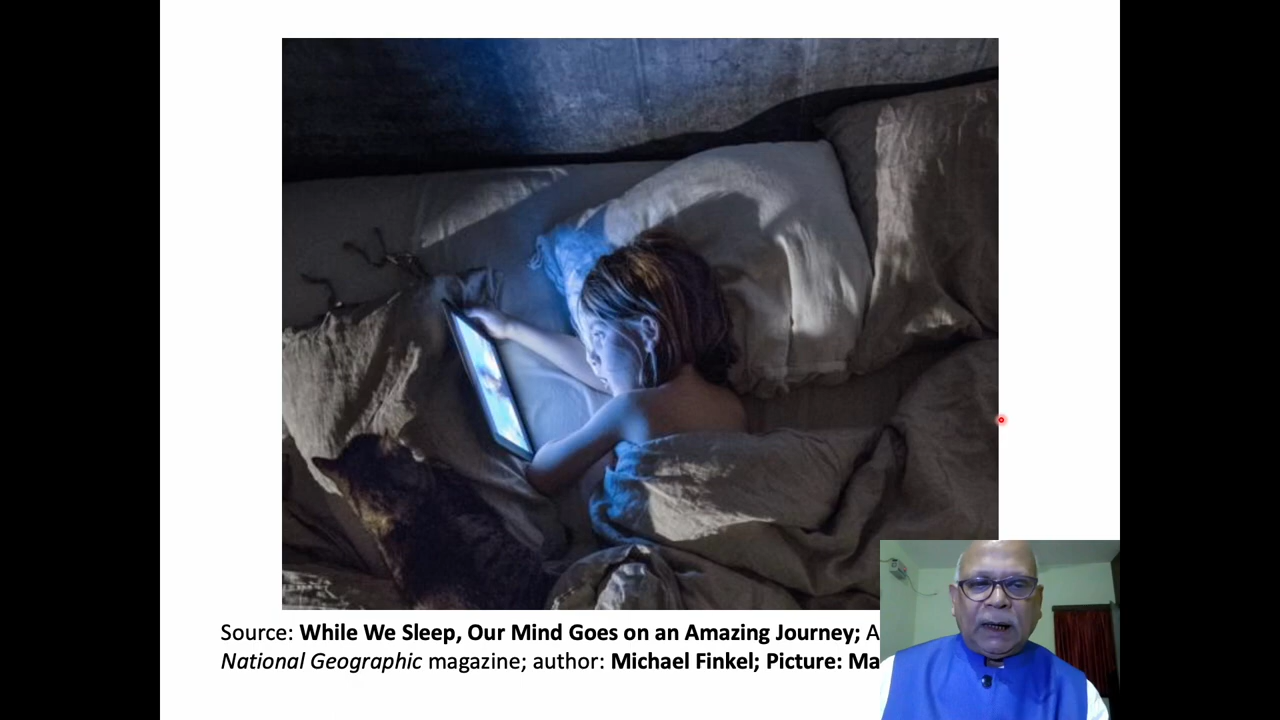 Source: While We Sleep, Our Mind Goes on an Amazing Journey;
National Geographic magazine; author: Michael Finkel; Picture: